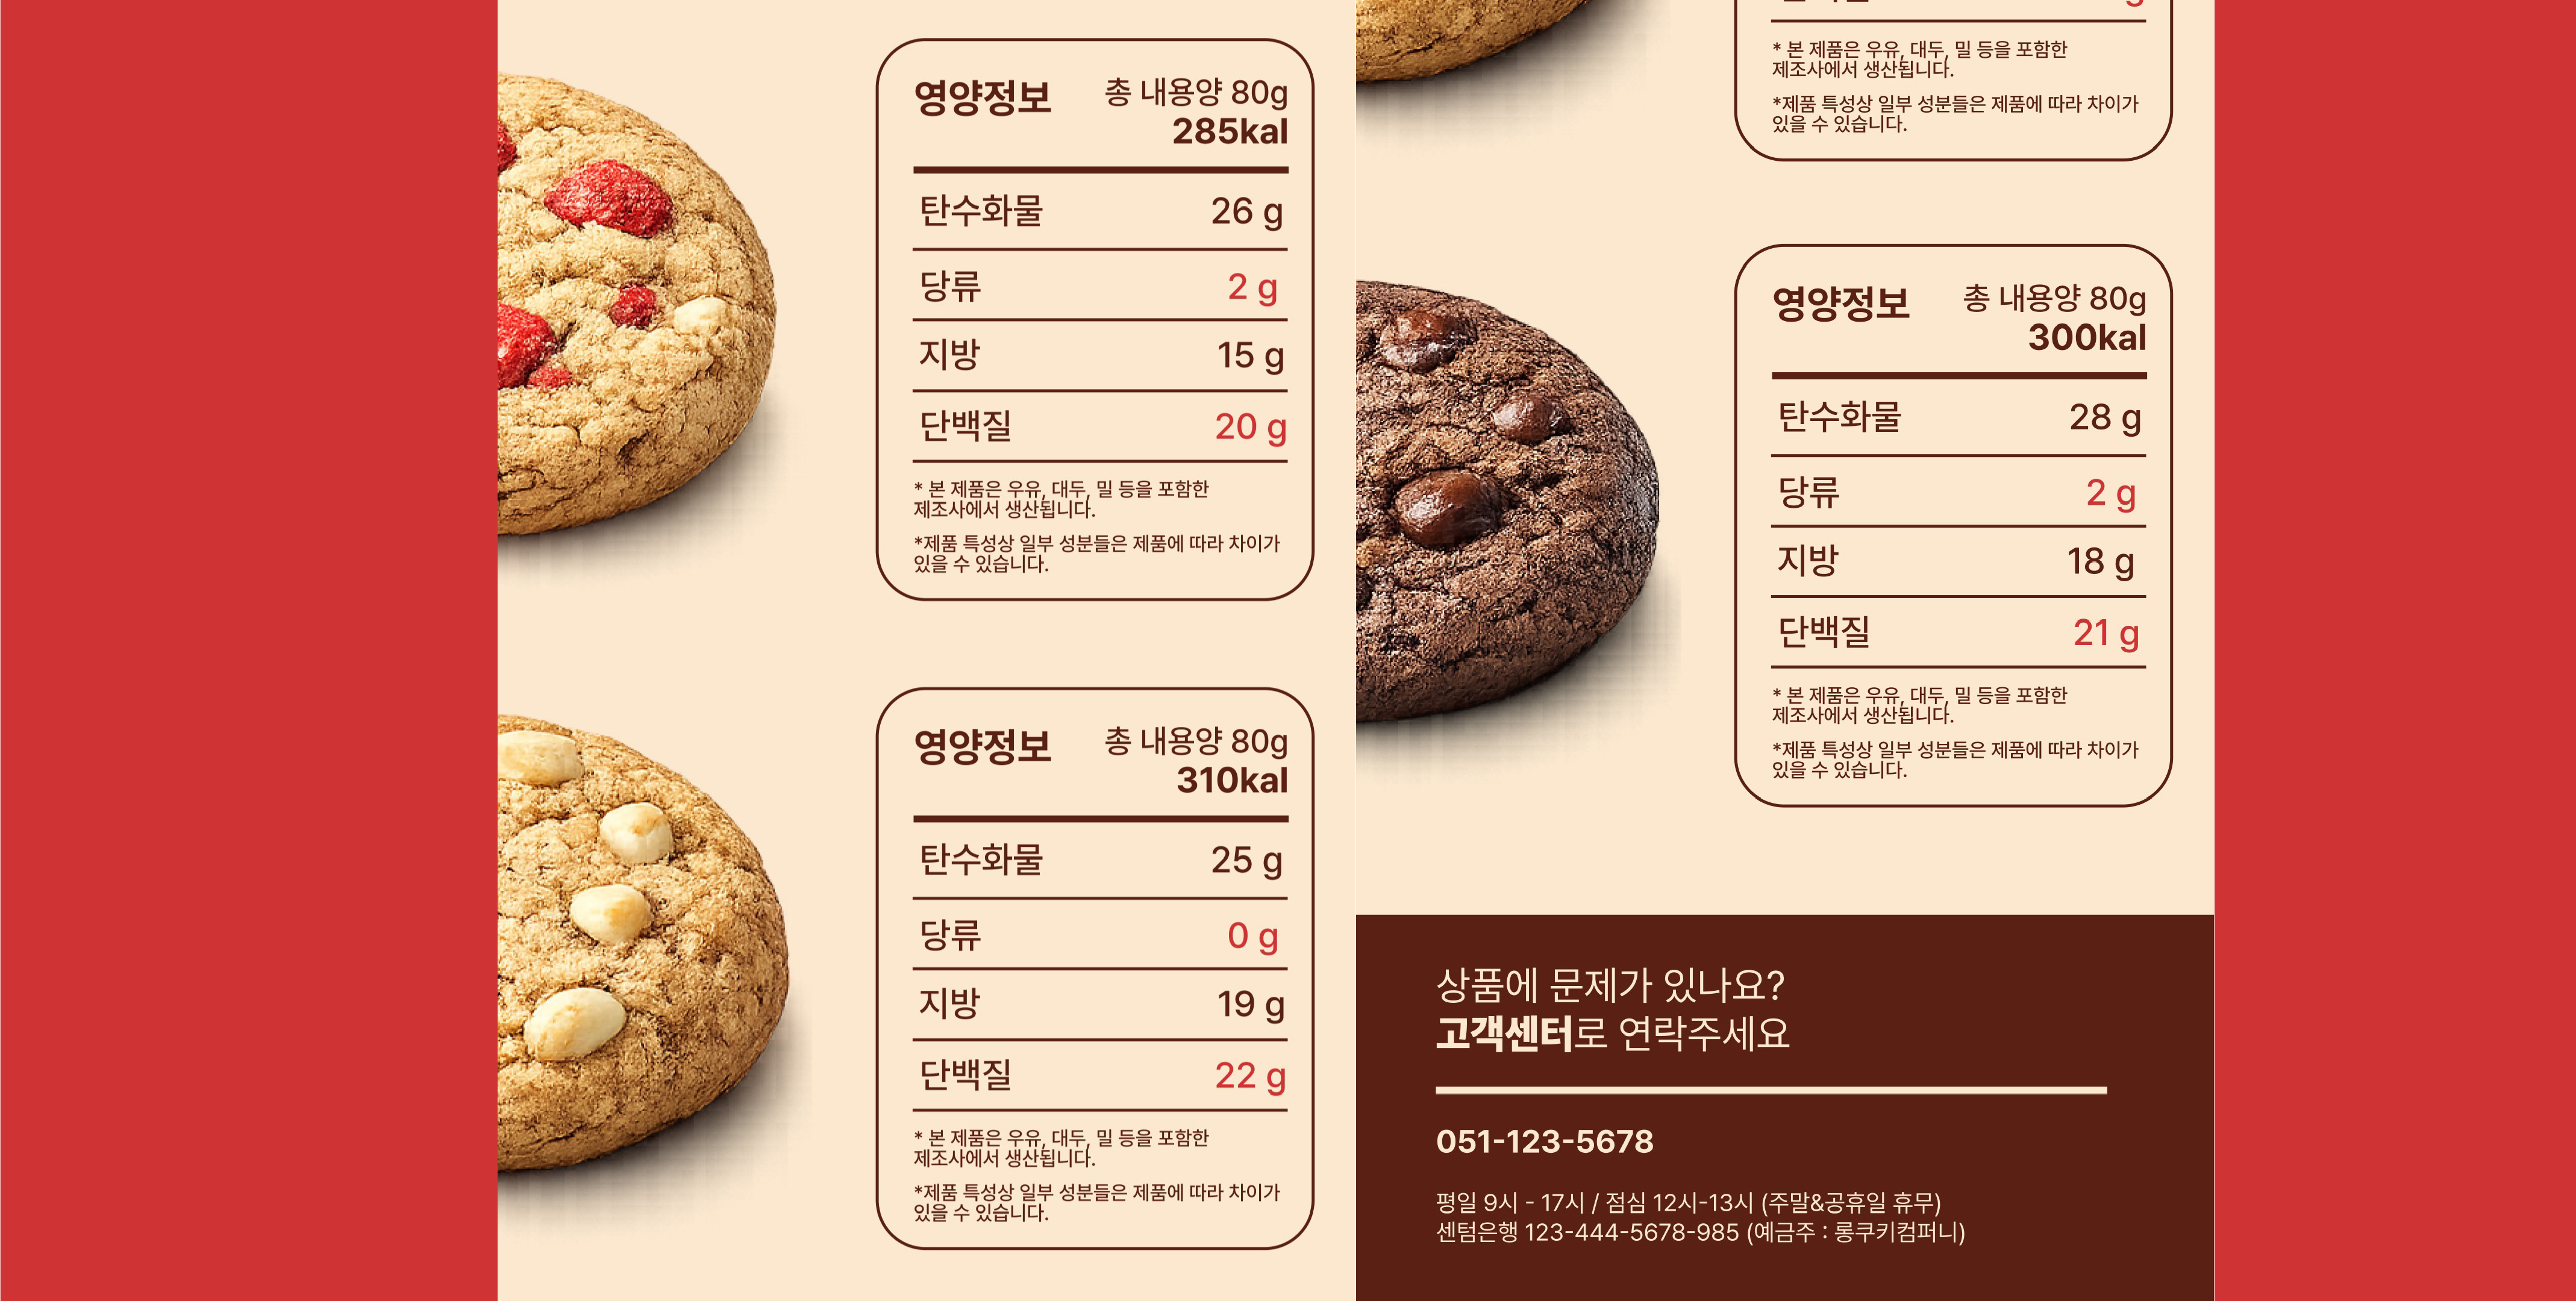 영양정보
총 내용양 80g
285kal
탄수화물 26 g
당류 2 g
지방 15 g
단백질 20 g
* 본 제품은 우유, 대두, 밀 등을 포함한
제조사에서 생산됩니다.
*제품 특성상 일부 성분들은 제품에 따라 차이가
있을 수 있습니다.
영양정보
총 내용양 80g
310kal
탄수화물 25 g
당류 0 g
지방 19 g
단백질 22 g
* 본 제품은 우유, 대두, 밀 등을 포함한
제조사에서 생산됩니다.
*제품 특성상 일부 성분들은 제품에 따라 차이가
있을 수 있습니다.
* 본 제품은 우유, 대두, 밀 등을 포함한
제조사에서 생산됩니다.
*제품 특성상 일부 성분들은 제품에 따라 차이가
있을 수 있습니다.
영양정보
총 내용양 80g
300kal
탄수화물 28 g
당류 2 g
지방 18 g
단백질 21 g
* 본 제품은 우유, 대두, 밀 등을 포함한
제조사에서 생산됩니다.
*제품 특성상 일부 성분들은 제품에 따라 차이가
있을 수 있습니다.
상품에 문제가 있나요?
고객센터로 연락주세요
051-123-5678
평일 9시 - 17시 / 점심 12시-13시 (주말&공휴일 휴무)
센텀은행 123-444-5678-985 (예금주 : 롱쿠키컴퍼니)